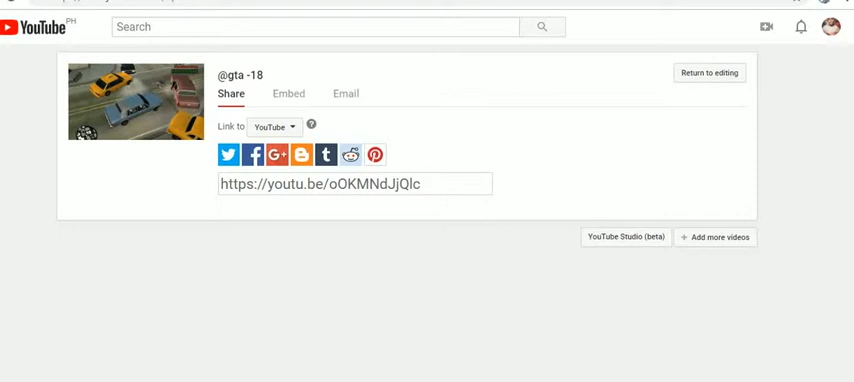 YouTube PH
Search
@gta -18
Return to editing
Share Embed Email
Link to YouTube ?
G+ t
https://youtu.be/oOKMNdJjQlc
YouTube Studio (beta) + Add more videos